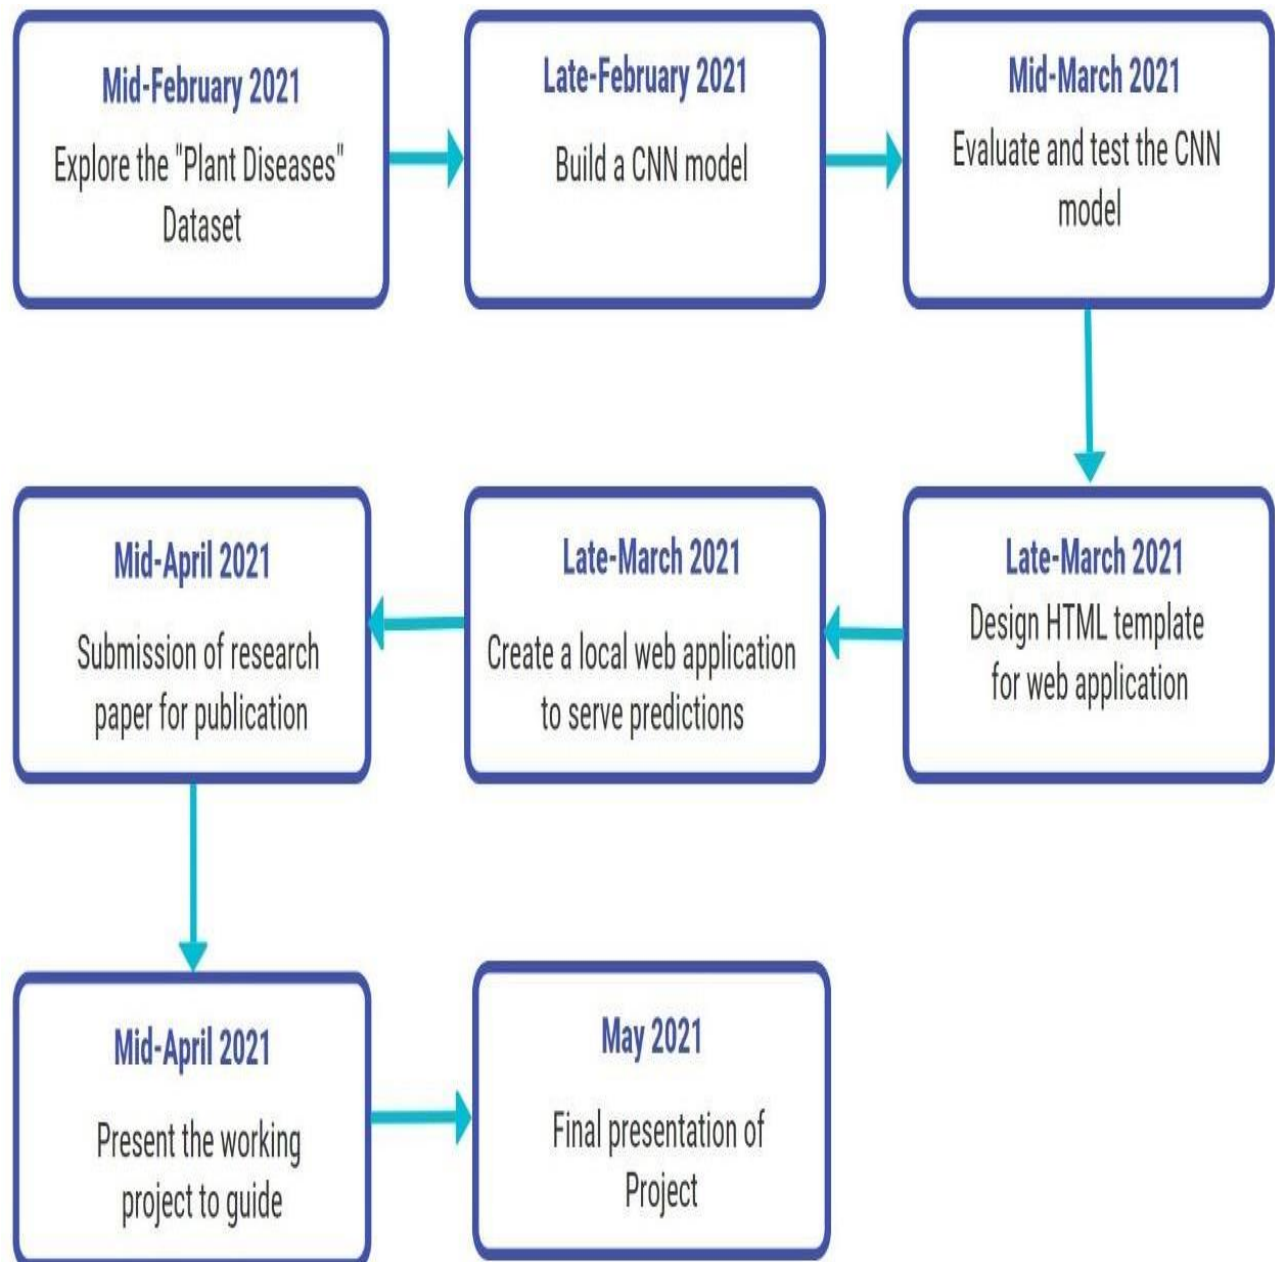 Mid-February 2021
Explore the "Plant Diseases"
Dataset
Late-February 2021
Build a CNN model
Mid-March 2021
Evaluate and test the CNN
model
Late-March 2021
Design HTML template
for web application
Late-March 2021
Create a local web application
to serve predictions
Mid-April 2021
Submission of research
paper for publication
Mid-April 2021
Present the working
project to guide
May 2021
Final presentation of
Project